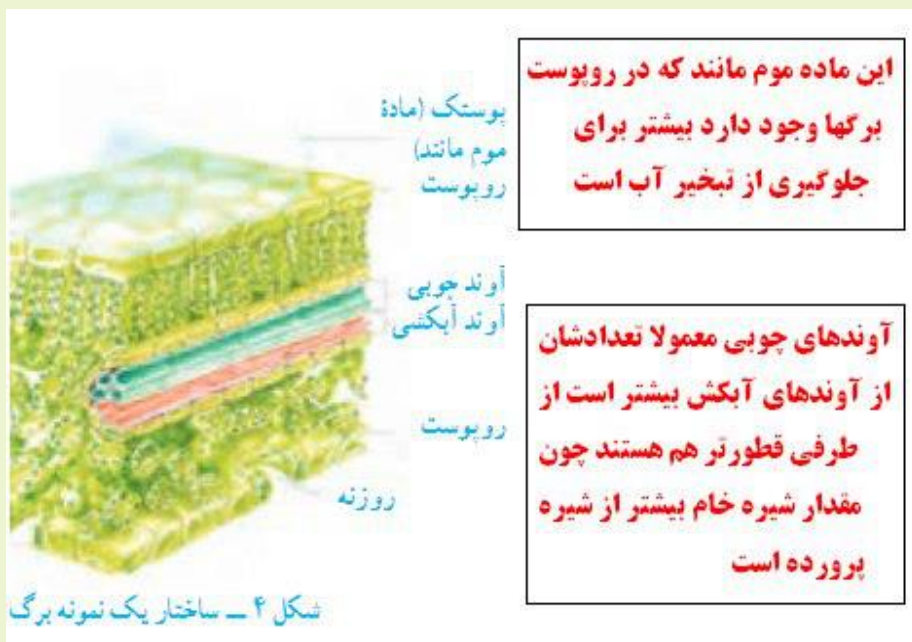 این ماده موم مانند که در روپوست
برگها وجود دارد بیشتر برای
جلوگیری از تبخیر آب است
پوستک (مادهٔ
موم مانند)
روپوست
آوند چوبی
آوند آبکشی
روپوست
روزنه
آوندهای چوبی معمولا تعدادشان
از آوندهای آبکش بیشتر است از
طرفی قطورتر هم هستند چون
مقدار شیره خام بیشتر از شیره
پرورده است
شکل ۴ ــ ساختار یک نمونه برگ